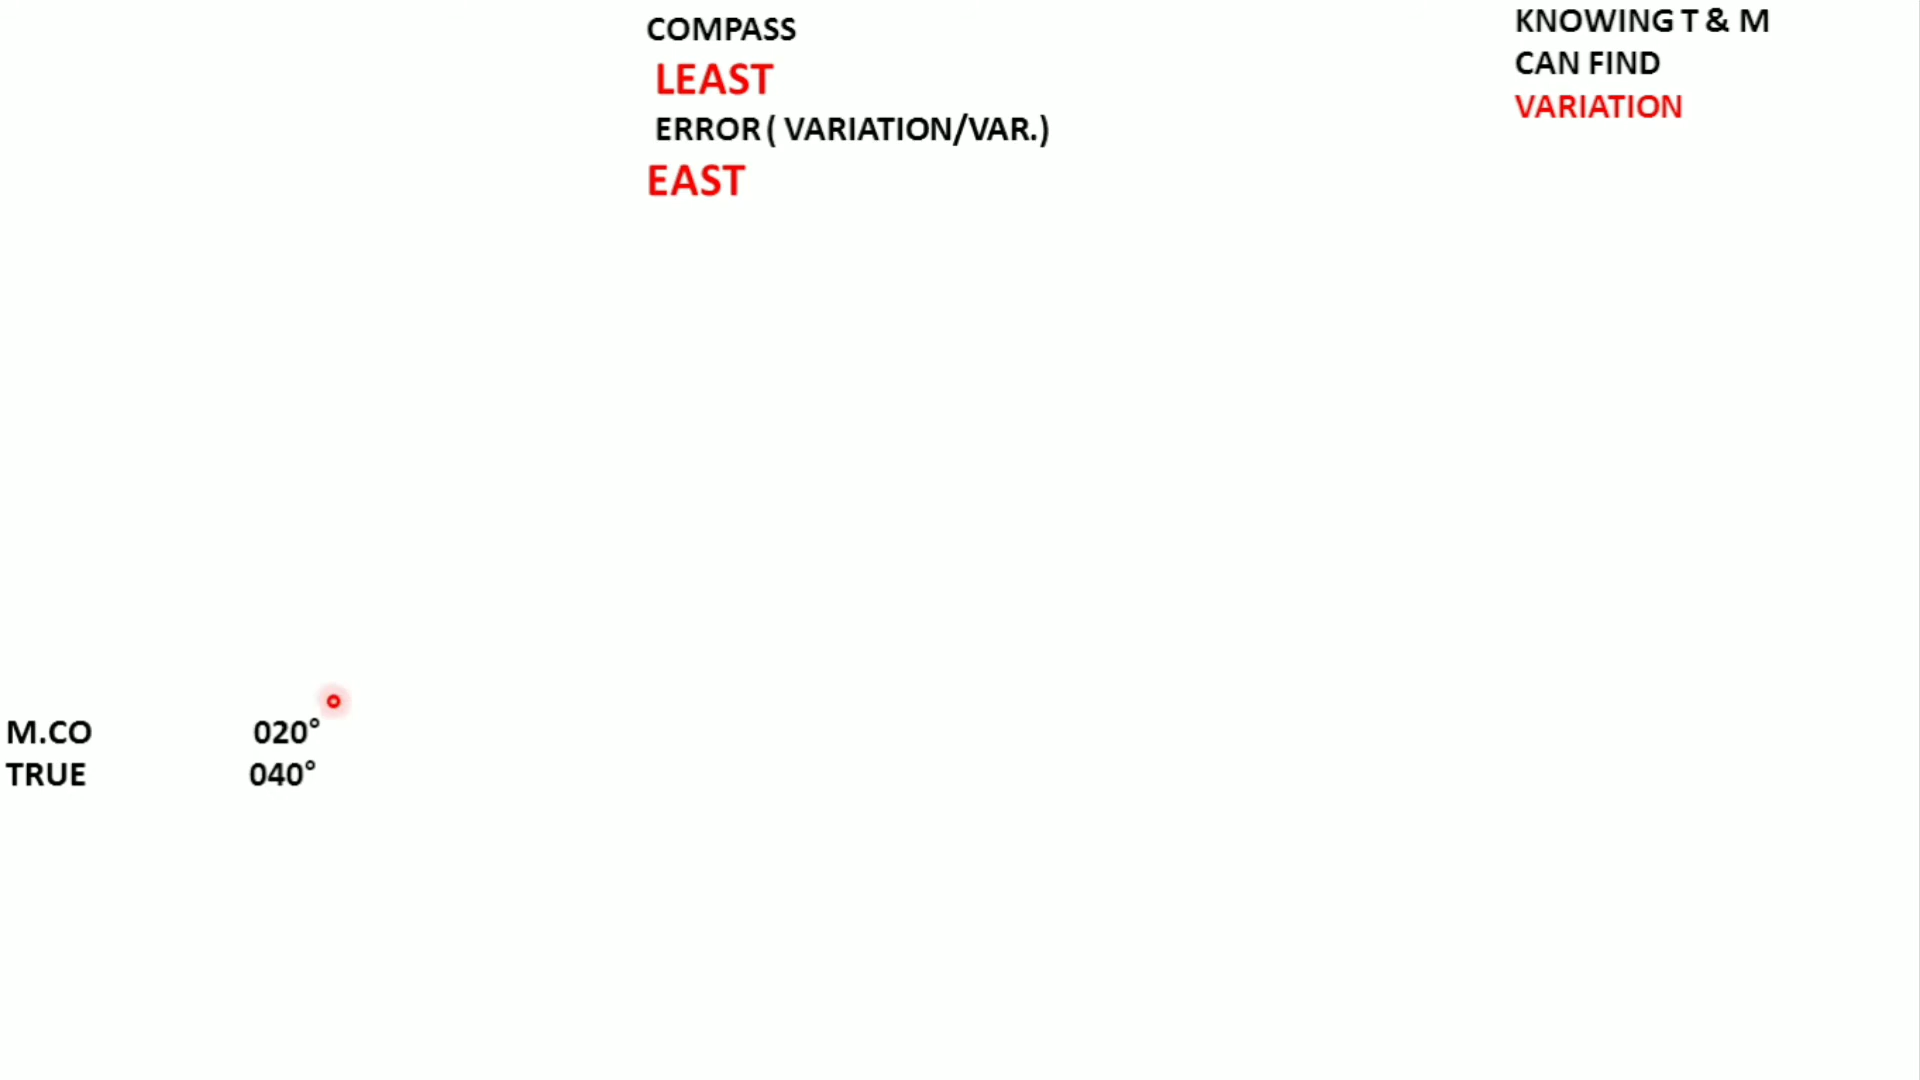 COMPASS
LEAST
ERROR ( VARIATION/VAR.)
EAST
KNOWING T & M
CAN FIND
VARIATION
M.CO 020°
TRUE 040°